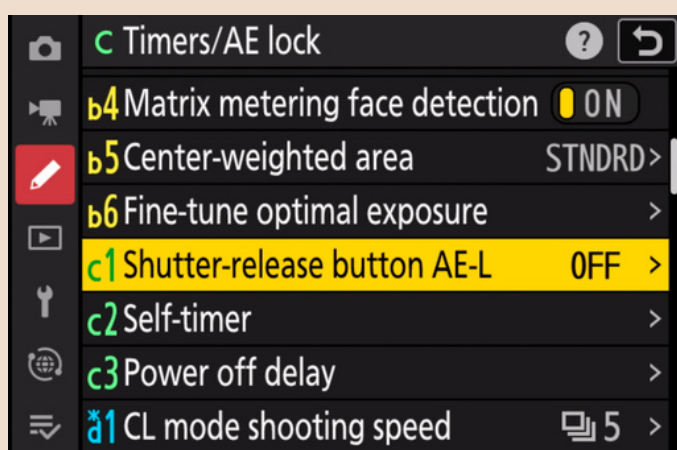 C Timers/AE lock ?
b4 Matrix metering face detection ON
b5 Center-weighted area STNDRD >
b6 Fine-tune optimal exposure >
c1 Shutter-release button AE-L OFF >
c2 Self-timer >
c3 Power off delay >
*d1 CL mode shooting speed 5 >